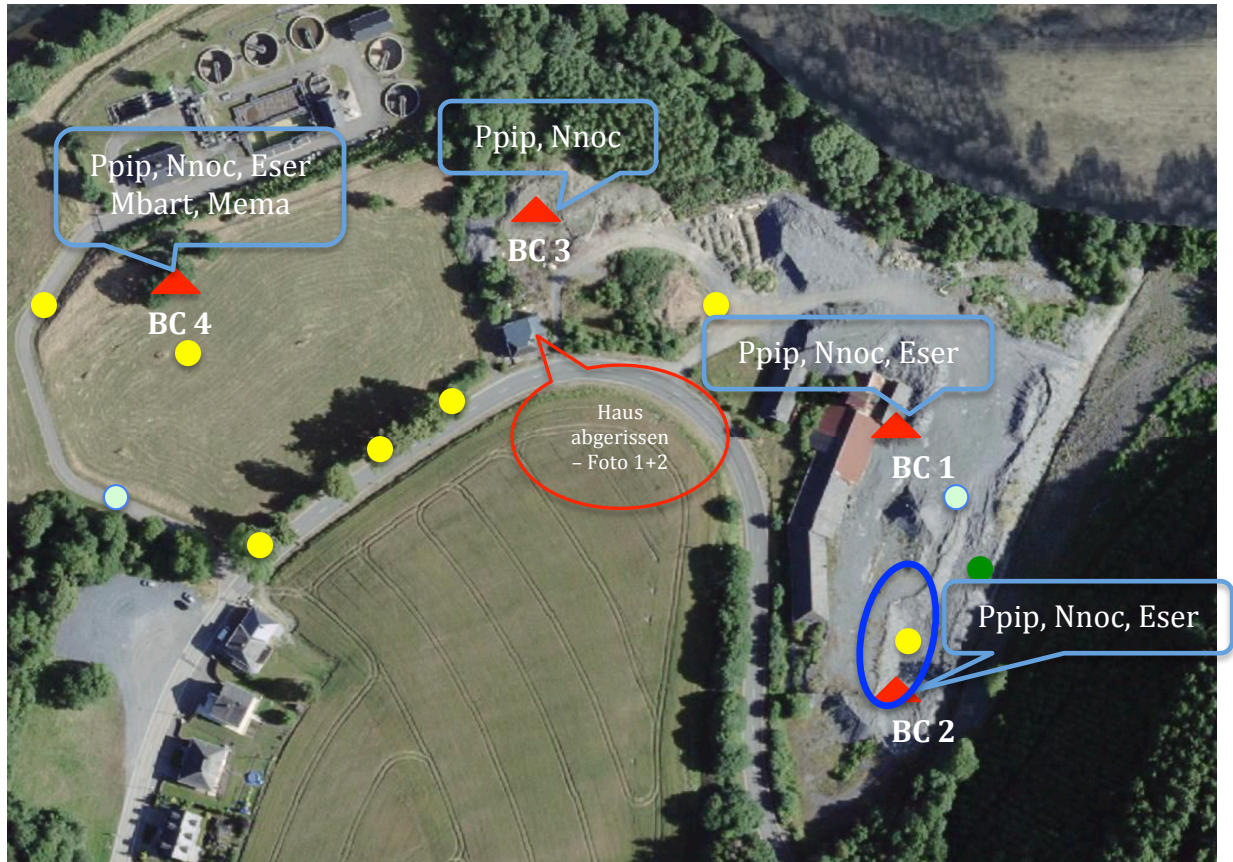 Ppip, Nnoc
Ppip, Nnoc, Eser
Mbart, Mema
BC 3
BC 4
Ppip, Nnoc, Eser
Haus
abgerissen
– Foto 1+2
BC 1
Ppip, Nnoc, Eser
BC 2